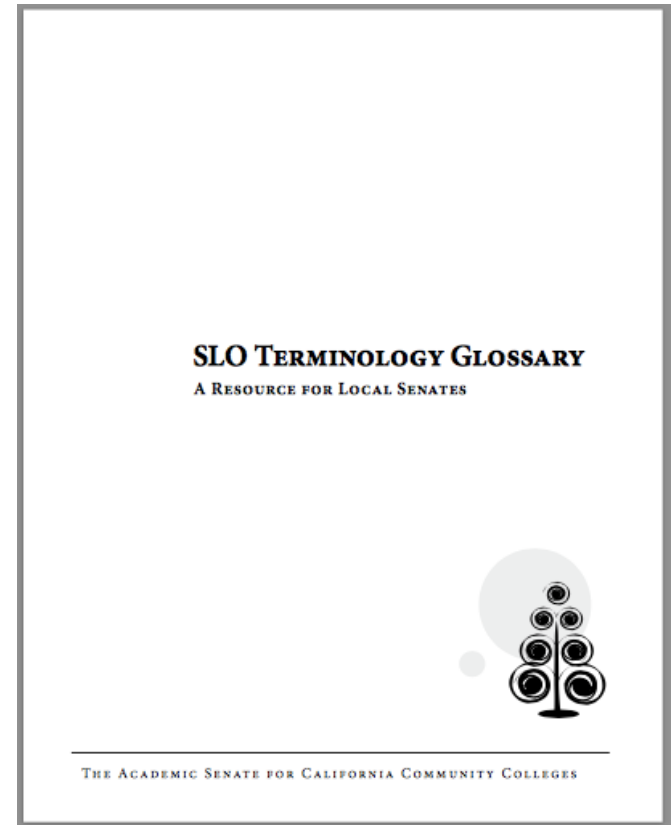 SLO Terminology Glossary
A Resource for Local Senates
The Academic Senate for California Community Colleges